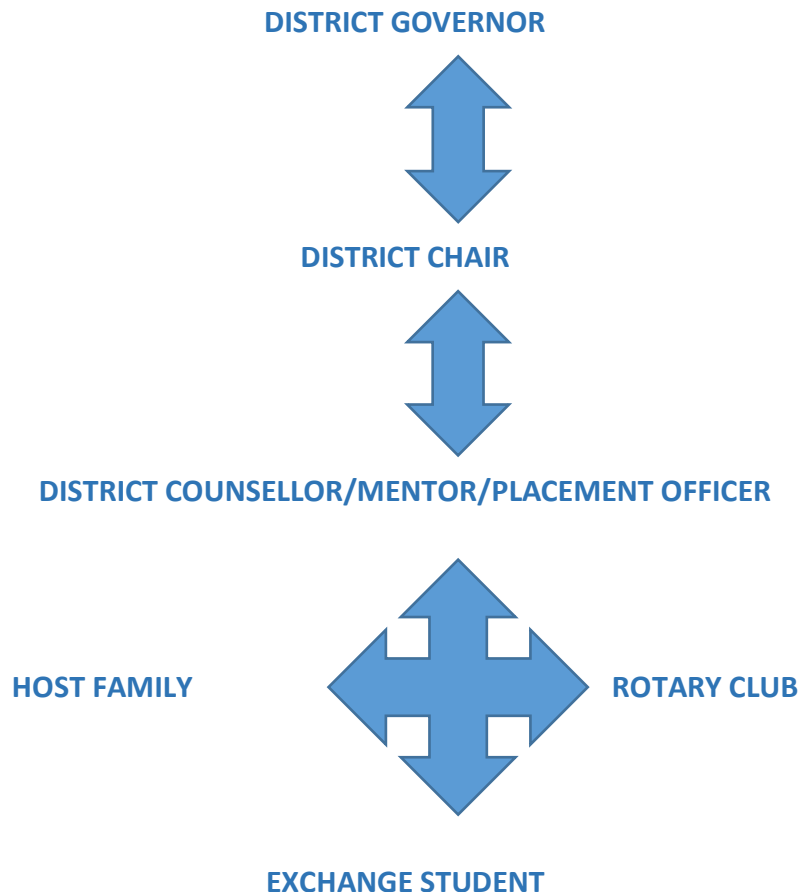 DISTRICT GOVERNOR
DISTRICT CHAIR
DISTRICT COUNSELLOR/MENTOR/PLACEMENT OFFICER
HOST FAMILY
ROTARY CLUB
EXCHANGE STUDENT